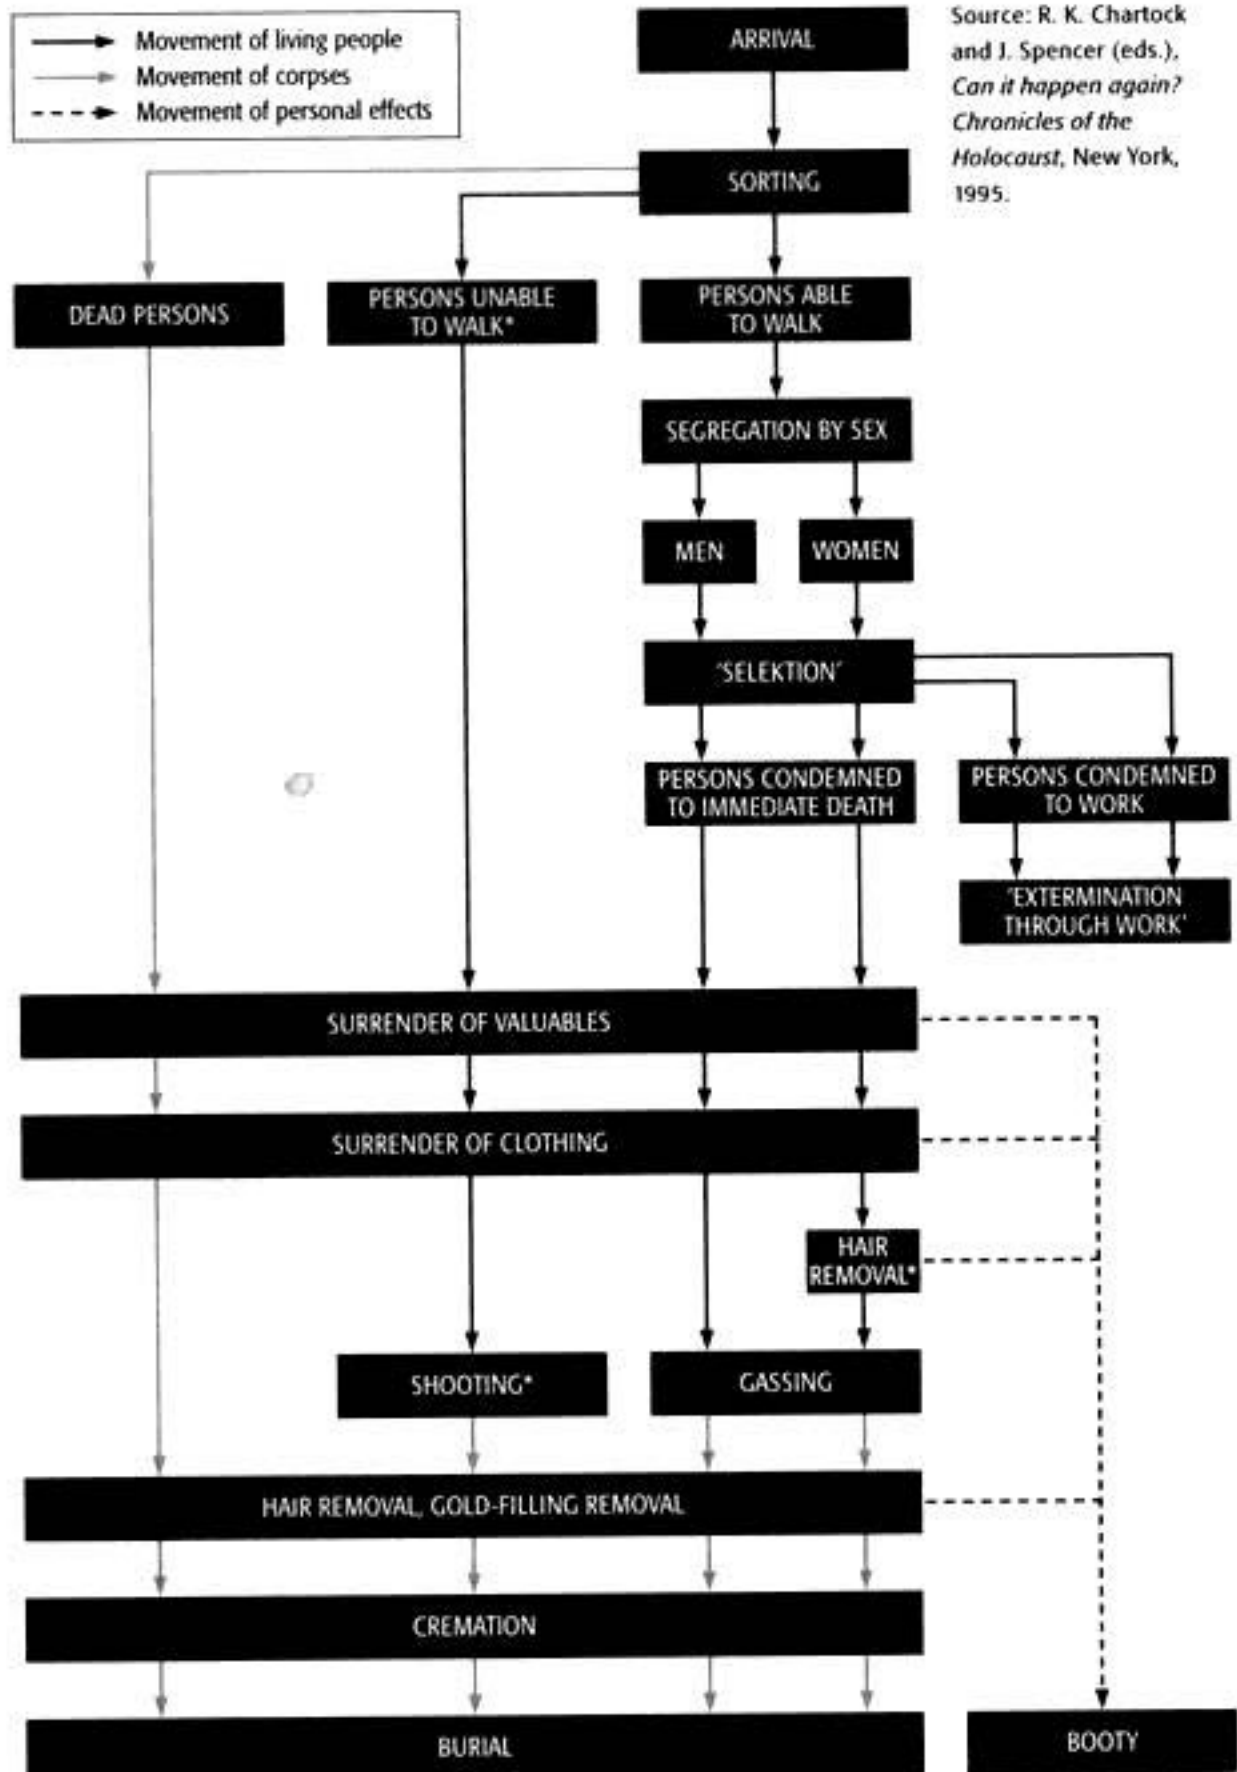 Movement of living people
Movement of corpses
Movement of personal effects
Source: R. K. Chartock
and J. Spencer (eds.),
Can it happen again?
Chronicles of the
Holocaust, New York,
1995.
ARRIVAL
SORTING
DEAD PERSONS
PERSONS UNABLE
TO WALK*
PERSONS ABLE
TO WALK
SEGREGATION BY SEX
MEN
WOMEN
'SELEKTION'
PERSONS CONDEMNED
TO IMMEDIATE DEATH
PERSONS CONDEMNED
TO WORK
'EXTERMINATION
THROUGH WORK'
SURRENDER OF VALUABLES
SURRENDER OF CLOTHING
HAIR
REMOVAL*
SHOOTING*
GASSING
HAIR REMOVAL, GOLD-FILLING REMOVAL
CREMATION
BURIAL
BOOTY